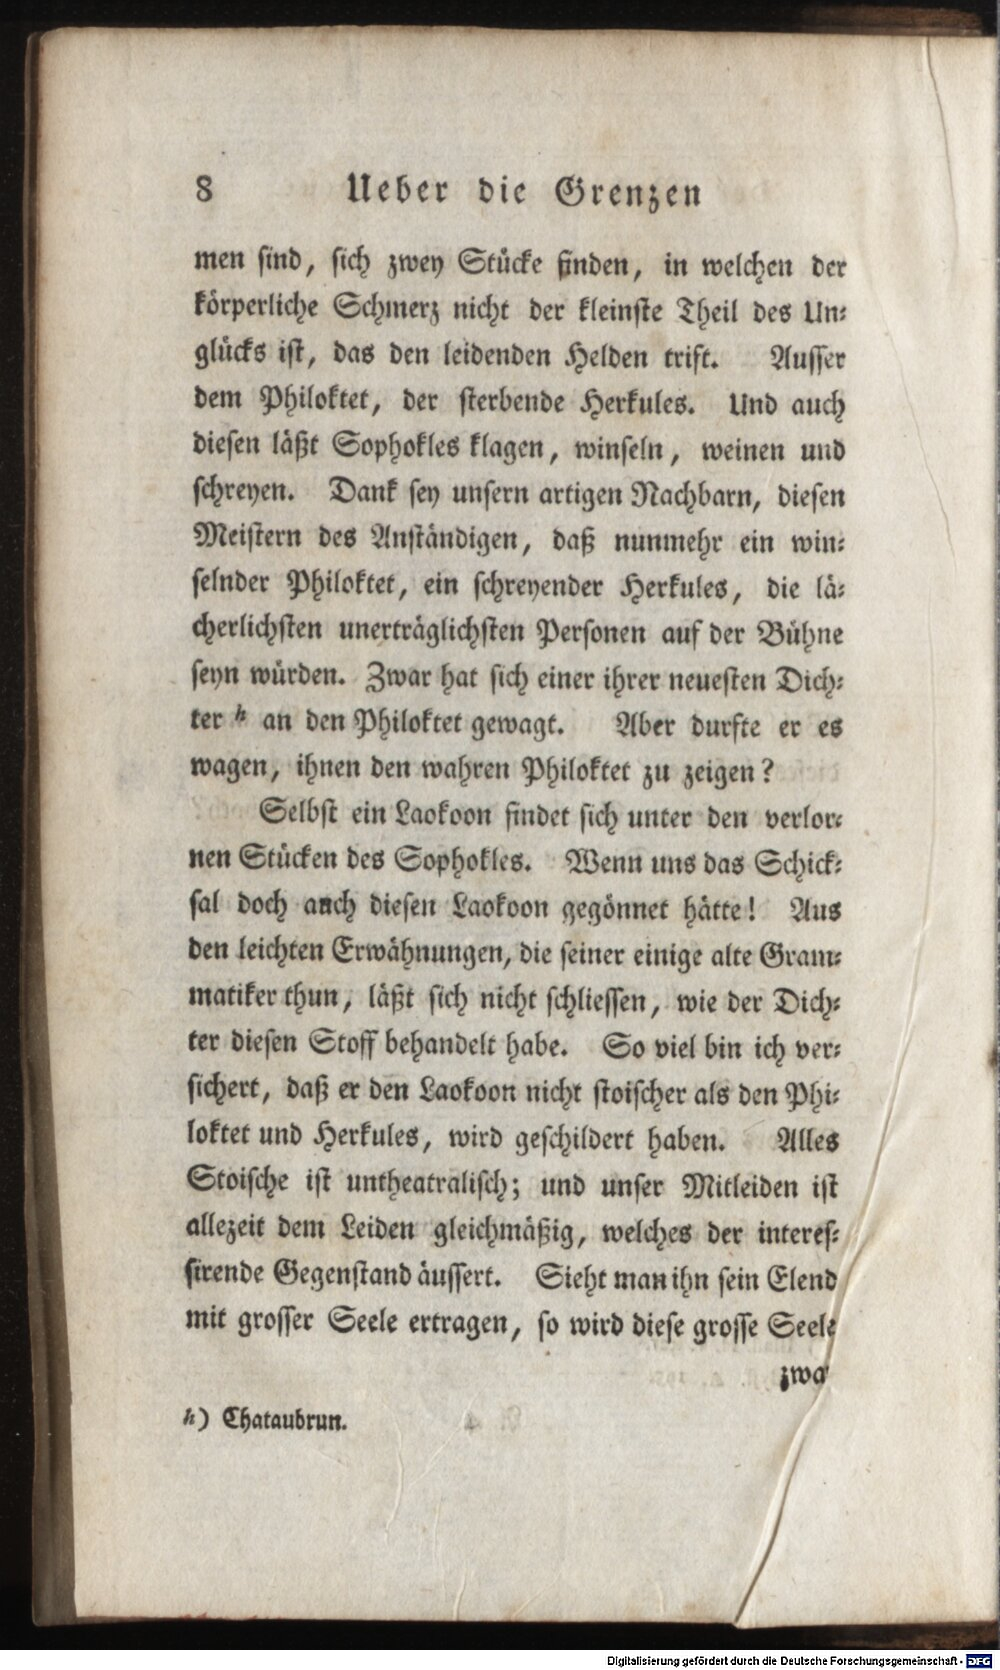 8 Ueber die Grenzen
men sind, sich zwey Stücke finden, in welchen der
körperliche Schmerz nicht der kleinste Theil des Un-
glücks ist, das den leidenden Helden trift. Ausser
dem Philoktet, der sterbende Herkules. Und auch
diesen läßt Sophokles klagen, winseln, weinen und
schreyen. Dank sey unsern artigen Nachbarn, diesen
Meistern des Anständigen, daß nunmehr ein win-
selnder Philoktet, ein schreyender Herkules, die lä-
cherlichsten unerträglichsten Personen auf der Bühne
seyn würden. Zwar hat sich einer ihrer neuesten Dich-
ter h an den Philoktet gewagt. Aber durfte er es
wagen, ihnen den wahren Philoktet zu zeigen?
Selbst ein Laokoon findet sich unter den verlor-
nen Stücken des Sophokles. Wenn uns das Schick-
sal doch auch diesen Laokoon gegönnet hätte! Aus
den leichten Erwähnungen, die seiner einige alte Gram-
matiker thun, läßt sich nicht schliessen, wie der Dich-
ter diesen Stoff behandelt habe. So viel bin ich ver-
sichert, daß er den Laokoon nicht stoischer als den Phi-
loktet und Herkules, wird geschildert haben. Alles
Stoische ist untheatralisch; und unser Mitleiden ist
allezeit dem Leiden gleichmäßig, welches der interes-
sirende Gegenstand äussert. Sieht man ihn sein Elend
mit grosser Seele ertragen, so wird diese grosse Seele
zwa
h) Chataubrun.
Digitalisierung gefördert durch die Deutsche Forschungsgemeinschaft - DFG